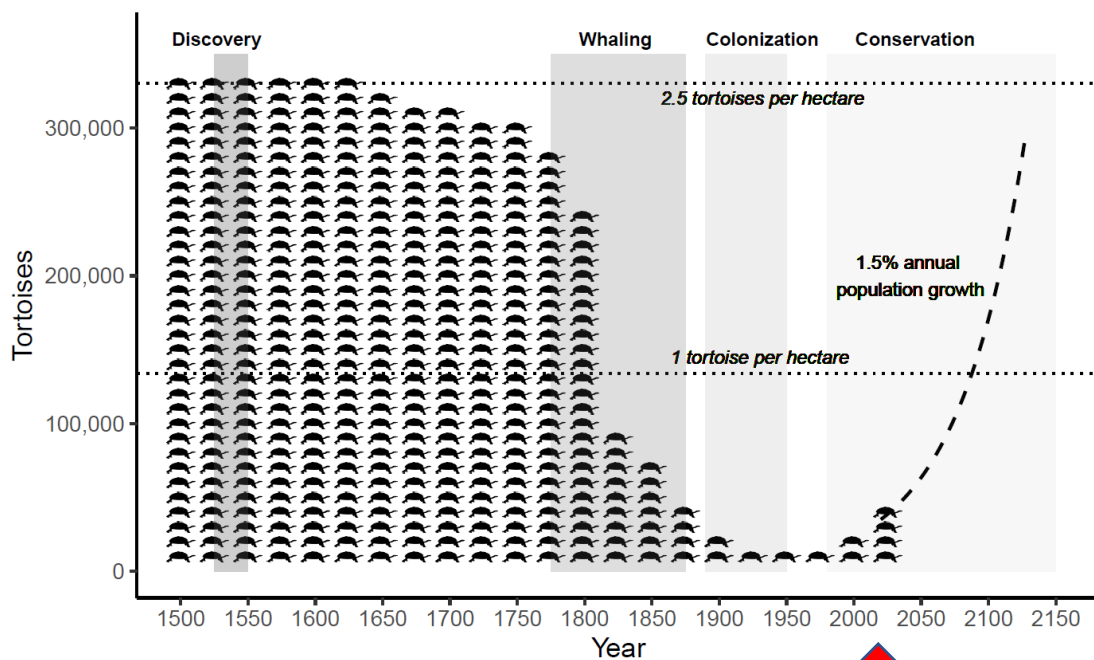 Discovery
Whaling
Colonization
Conservation
2.5 tortoises per hectare
300,000
200,000
1.5% annual
population growth
1 tortoise per hectare
100,000
0
Tortoises
1500
1550
1600
1650
1700
1750
1800
1850
1900
1950
2000
2050
2100
2150
Year